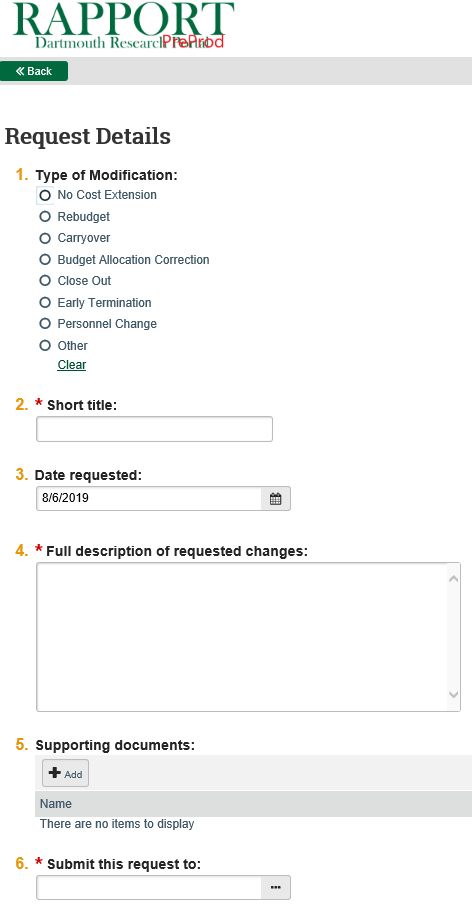 RAPPORT
Dartmouth Research Portal
PreProd
Back
Request Details
1. Type of Modification:
No Cost Extension
Rebudget
Carryover
Budget Allocation Correction
Close Out
Early Termination
Personnel Change
Other
Clear
2. * Short title:
3. Date requested:
8/6/2019
4. * Full description of requested changes:
5. Supporting documents:
Add
Name
There are no items to display
6. * Submit this request to:
...